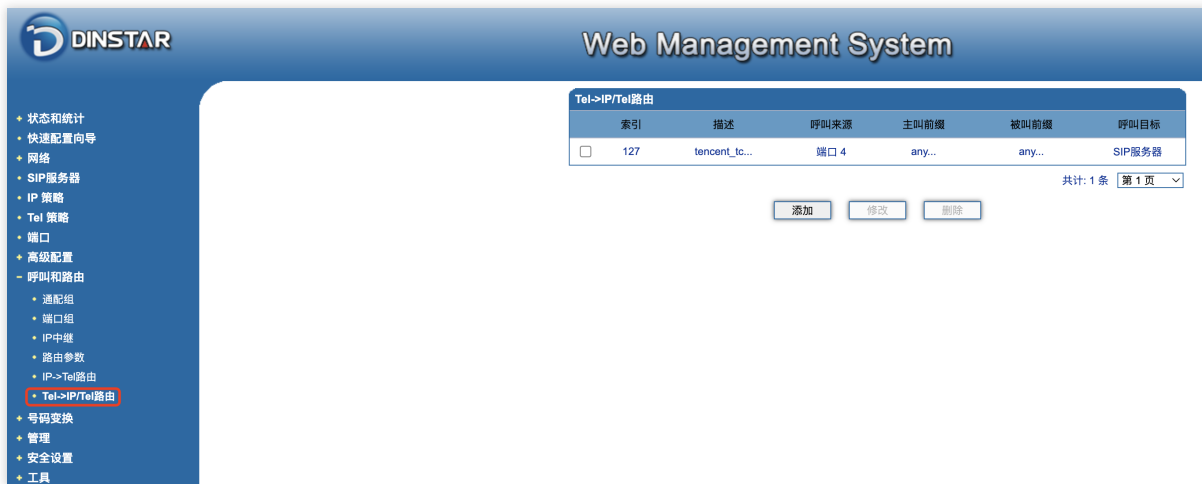 DINSTAR
Web Management System
状态和统计
快速配置向导
网络
SIP服务器
IP 策略
Tel 策略
端口
高级配置
呼叫和路由
通配组
端口组
IP中继
路由参数
IP->Tel路由
Tel->IP/Tel路由
号码变换
管理
安全设置
工具
Tel->IP/Tel路由
索引 描述 呼叫来源 主叫前缀 被叫前缀 呼叫目标
127 tencent_tc... 端口 4 any... any... SIP服务器
共计: 1 条 第 1 页
添加 修改 删除